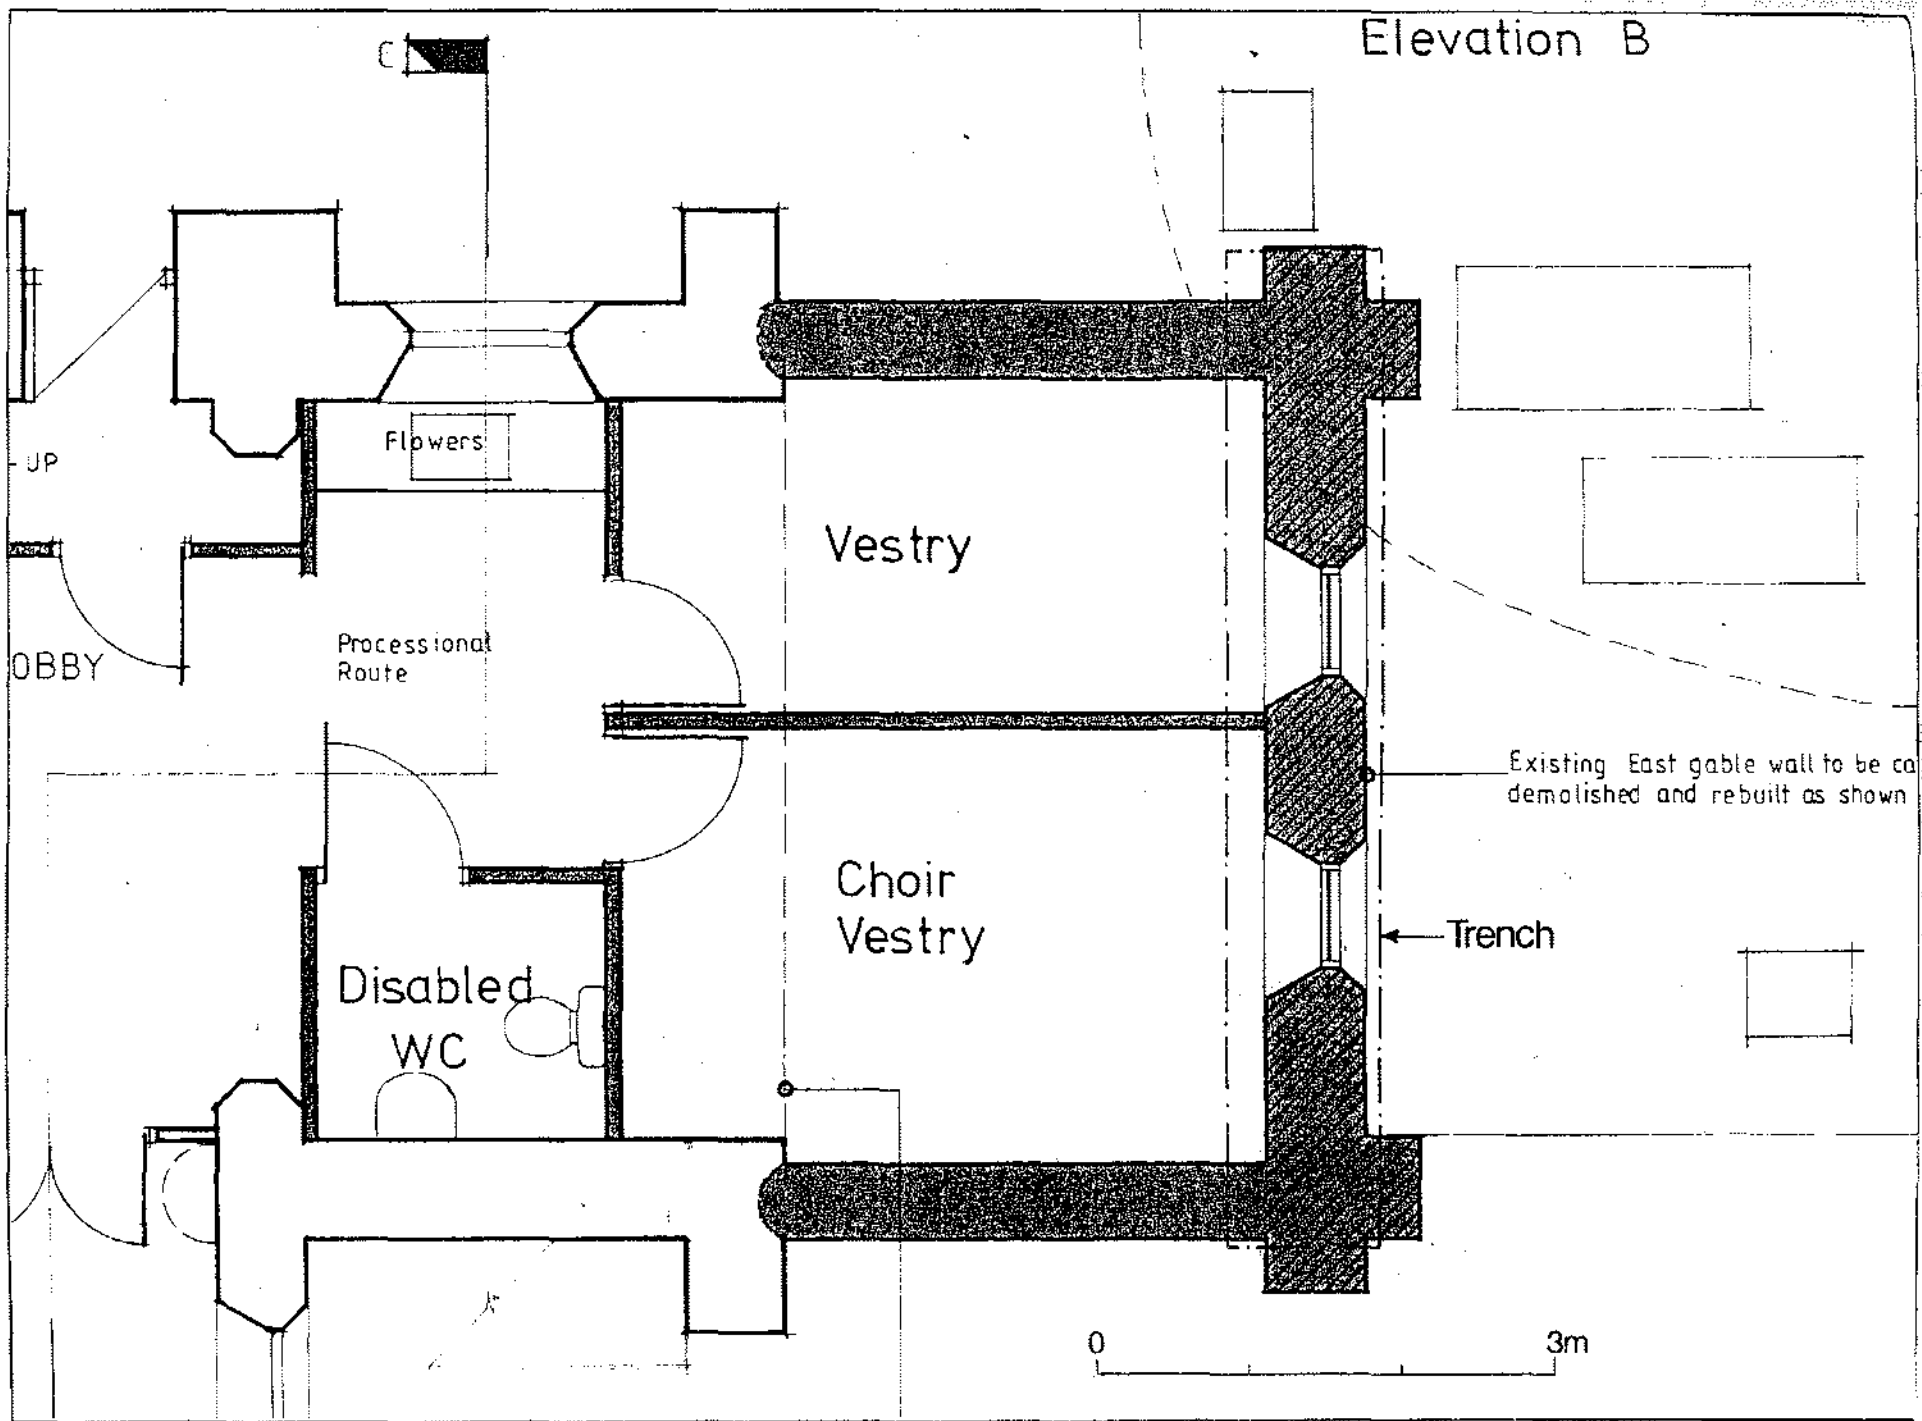 Elevation B
C
Flowers
UP
Vestry
Processional
Route
OBBY
Existing East gable wall to be ca
demolished and rebuilt as shown
Choir
Vestry
Trench
Disabled
WC
0 3m